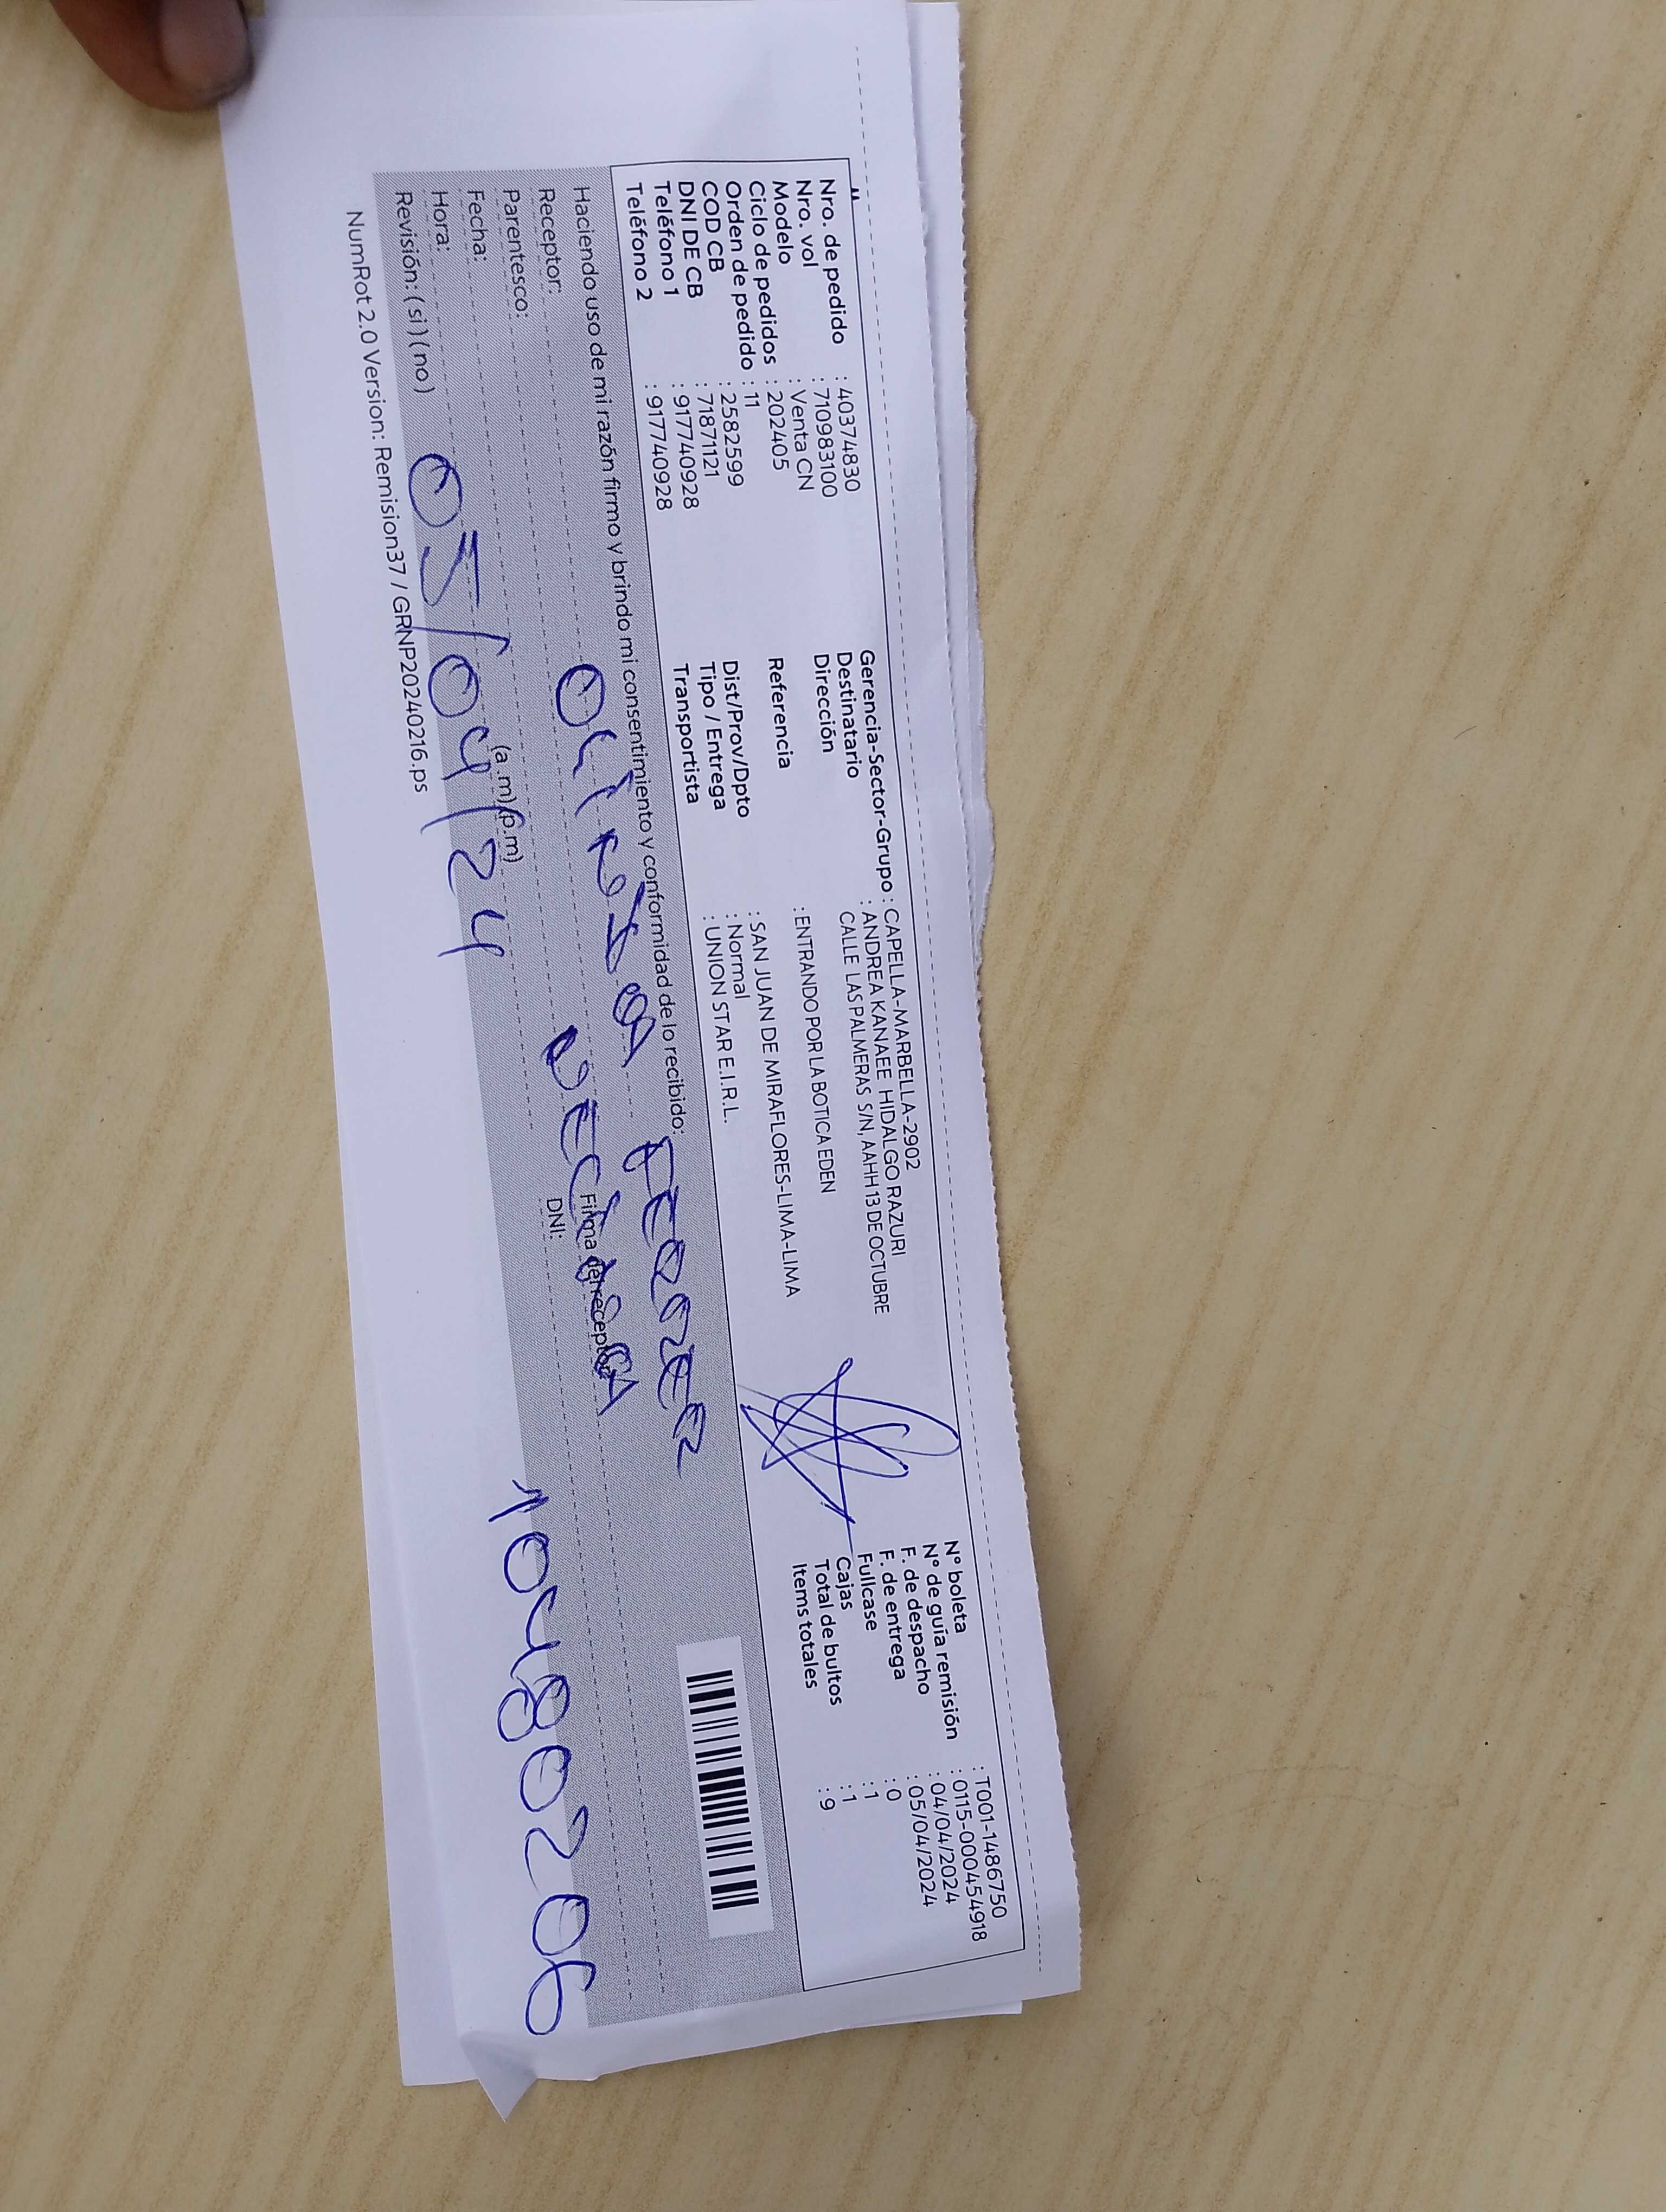 Nro. de pedido : 40374830
Nro. vol : 710983100
Modelo : Venta CN
Ciclo de pedidos : 202405
Orden de pedido : 11
COD CB : 2582599
DNI DE CB : 71871121
Teléfono 1 : 917740928
Teléfono 2 : 917740928
Gerencia-Sector-Grupo : CAPELLA-MARBELLA-2902
Destinatario : ANDREA KANAEE HIDALGO RAZURI
Dirección CALLE LAS PALMERAS S/N, AAHH 13 DE OCTUBRE
Referencia : ENTRANDO POR LA BOTICA EDEN
Dist/Prov/Dpto : SAN JUAN DE MIRAFLORES-LIMA-LIMA
Tipo / Entrega : Normal
Transportista : UNION STAR E.I.R.L.
N° boleta : T001-1486750
N° de guía remisión : 0115-000454918
F. de despacho : 04/04/2024
F. de entrega : 05/04/2024
Fullcase : 0
Cajas : 1
Total de bultos : 1
Items totales : 9
Haciendo uso de mi razón firmo y brindo mi consentimiento y conformidad de lo recibido:
Receptor:
Parentesco:
Firma del receptor
Fecha:
DNI:
10480206
Hora: (a.m) (p.m)
05/04/24
Revisión: (si) (no)
NumRot 2.0 Version: Remision37 / GRNP20240216.ps